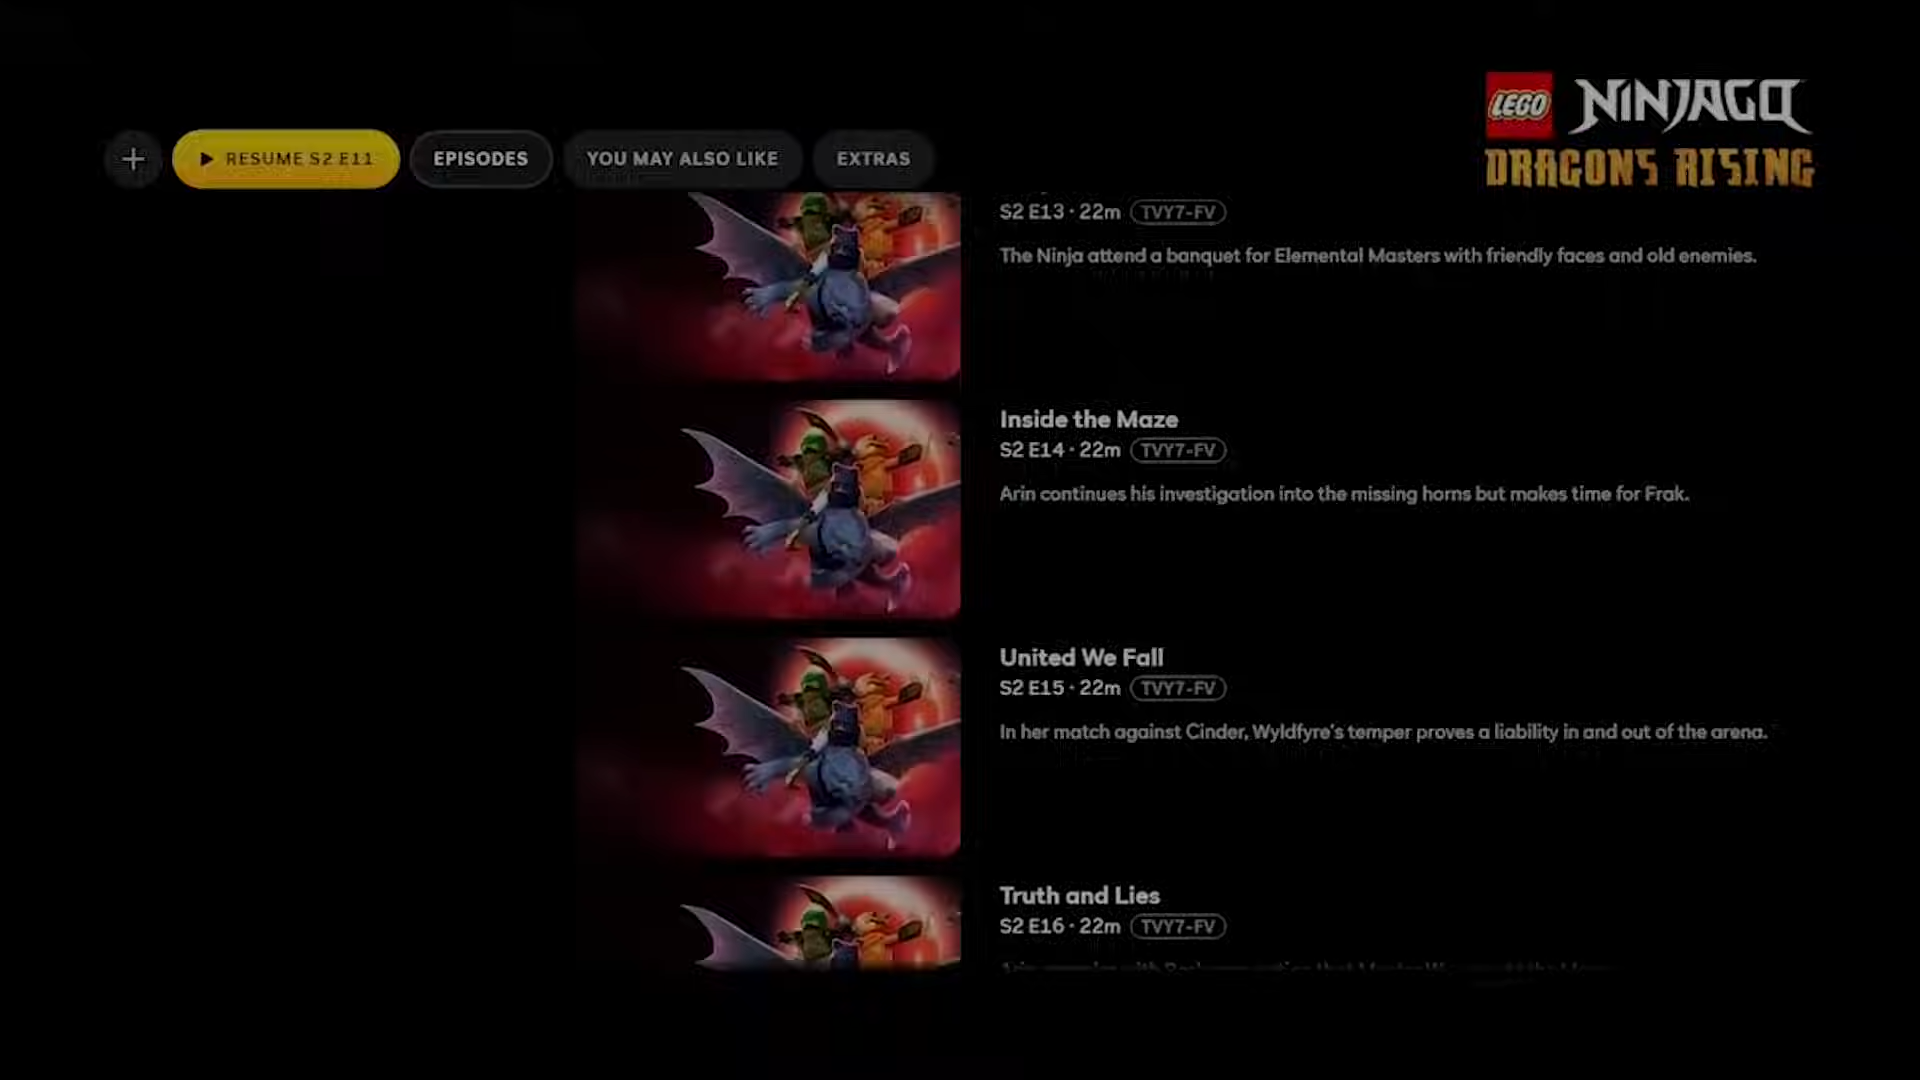 LEGO NINJAGO
DRAGONS RISING
RESUME S2 E11
EPISODES
YOU MAY ALSO LIKE
EXTRAS
S2 E13 · 22m TVY7-FV
The Ninja attend a banquet for Elemental Masters with friendly faces and old enemies.
Inside the Maze
S2 E14 · 22m TVY7-FV
Arin continues his investigation into the missing horns but makes time for Frak.
United We Fall
S2 E15 · 22m TVY7-FV
In her match against Cinder, Wyldfyre's temper proves a liability in and out of the arena.
Truth and Lies
S2 E16 · 22m TVY7-FV